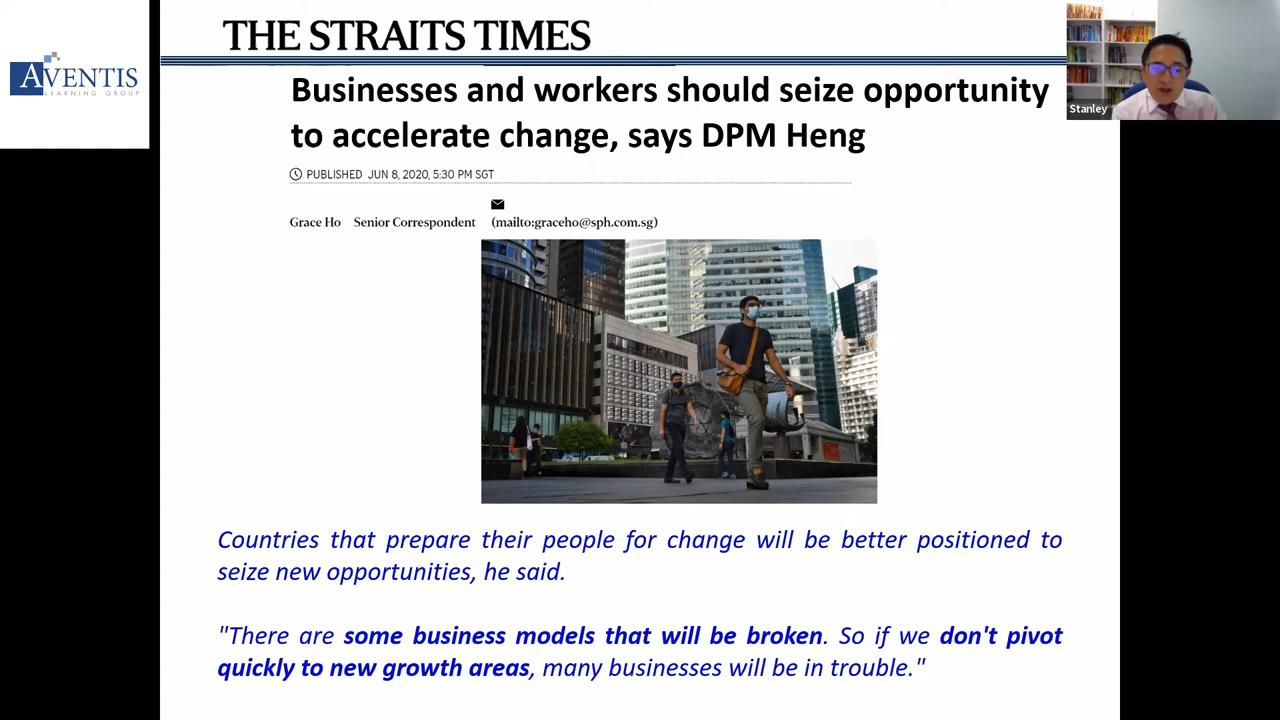 THE STRAITS TIMES
AVENTIS
LEARNING GROUP
Stanley
Businesses and workers should seize opportunity
to accelerate change, says DPM Heng
PUBLISHED JUN 8, 2020, 5:30 PM SGT
Grace Ho Senior Correspondent (mailto:graceho@sph.com.sg)
Countries that prepare their people for change will be better positioned to
seize new opportunities, he said.
"There are some business models that will be broken. So if we don't pivot
quickly to new growth areas, many businesses will be in trouble."